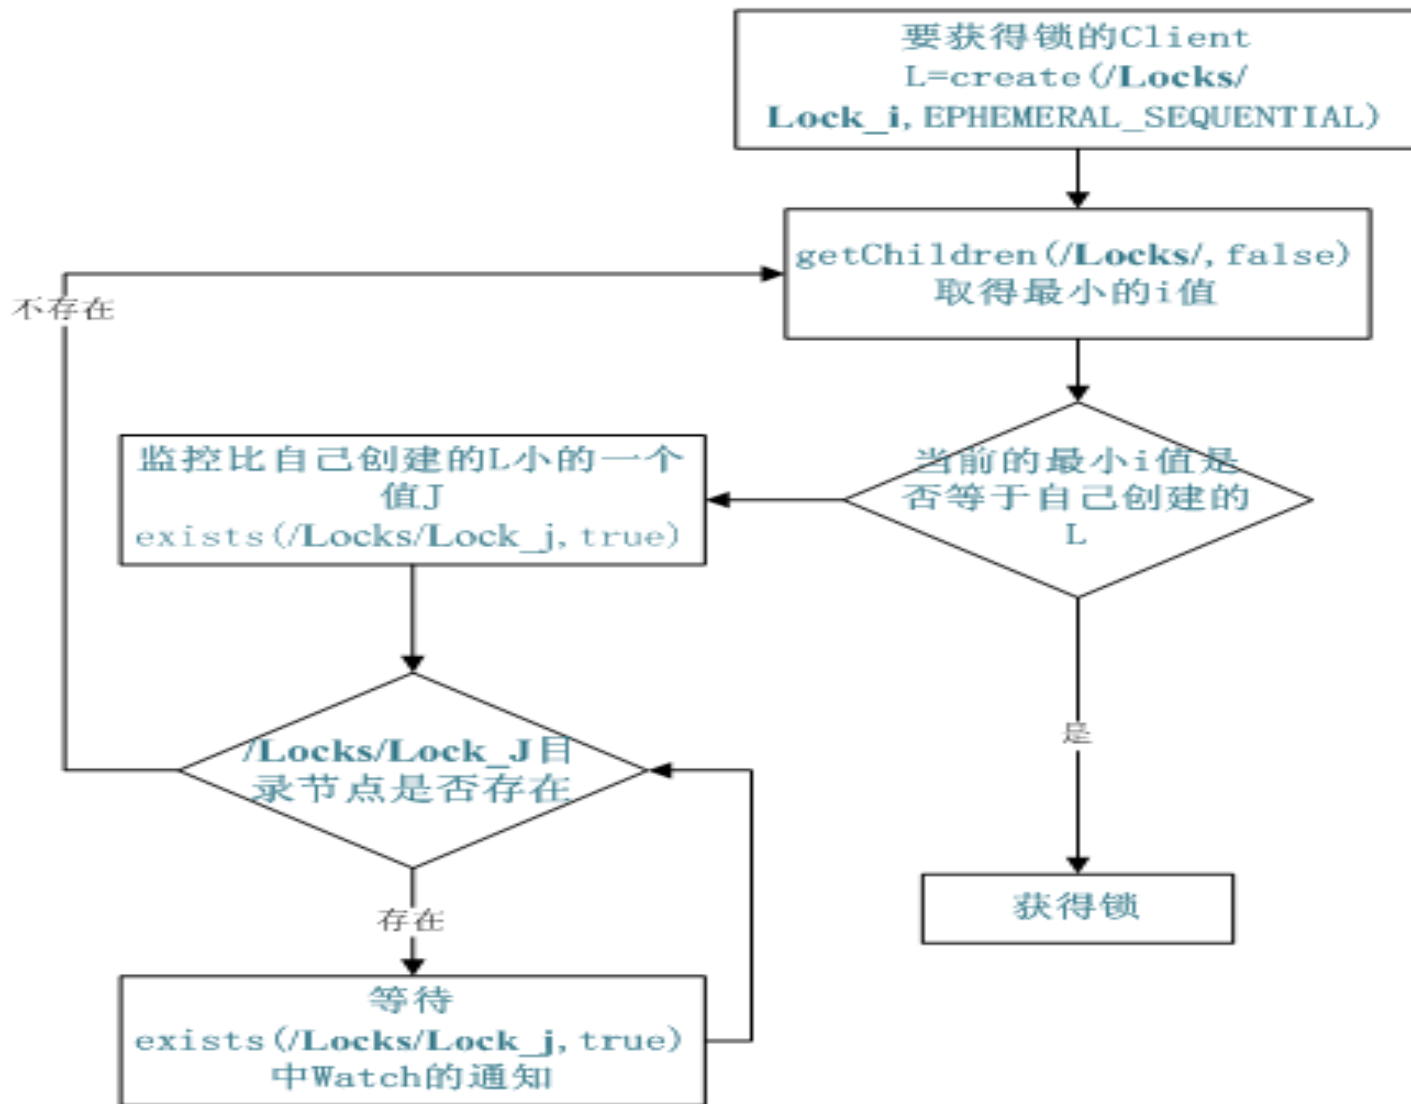 要获得锁的Client
L=create(/Locks/
Lock_i,EPHEMERAL_SEQUENTIAL)
getChildren(/Locks/,false)
取得最小的i值
不存在
当前的最小i值是
否等于自己创建的
L
监控比自己创建的L小的一个
值J
exists(/Locks/Lock_j,true)
/Locks/Lock_J目
录节点是否存在
是
获得锁
存在
等待
exists(/Locks/Lock_j,true)
中Watch的通知